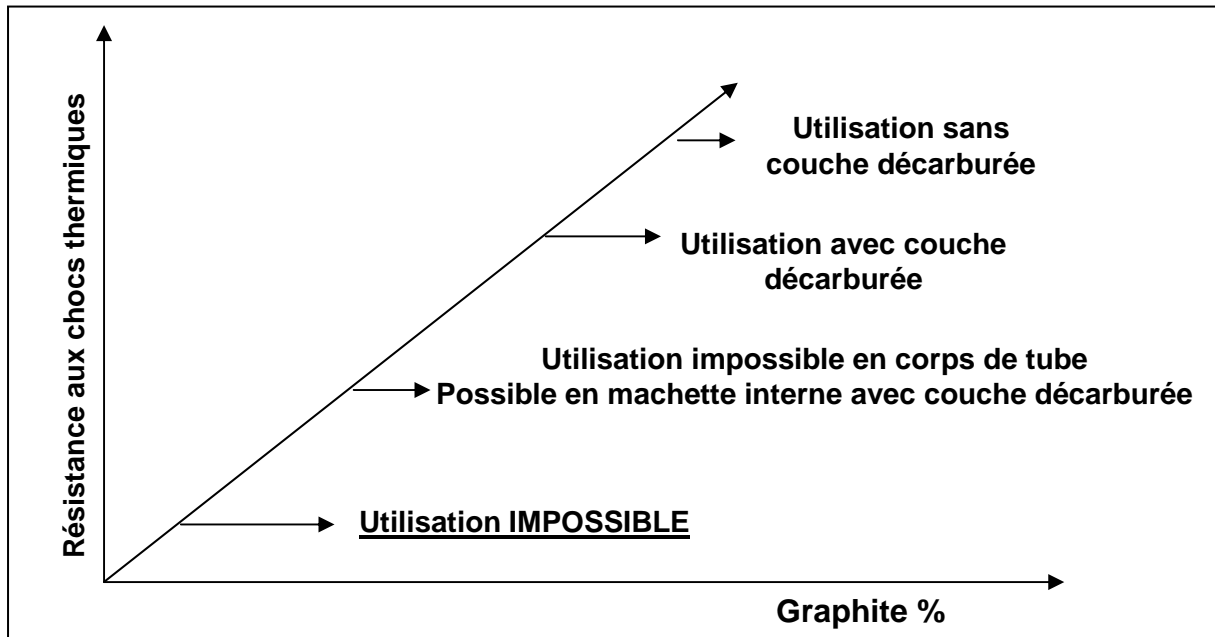 Résistance aux chocs thermiques
Utilisation sans
couche décarburée
Utilisation avec couche
décarburée
Utilisation impossible en corps de tube
Possible en machette interne avec couche décarburée
Utilisation IMPOSSIBLE
Graphite %